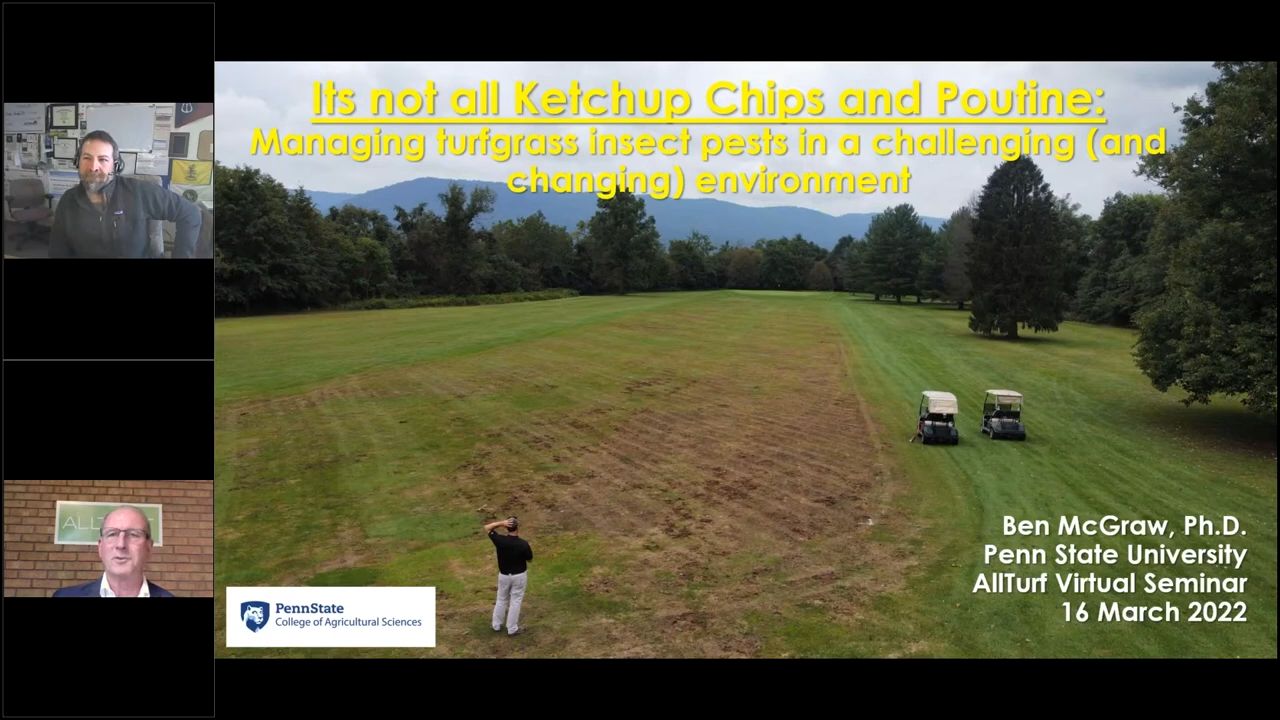 Its not all Ketchup Chips and Poutine:
Managing turfgrass insect pests in a challenging (and
changing) environment
Ben McGraw, Ph.D.
Penn State University
AllTurf Virtual Seminar
16 March 2022
PennState
College of Agricultural Sciences